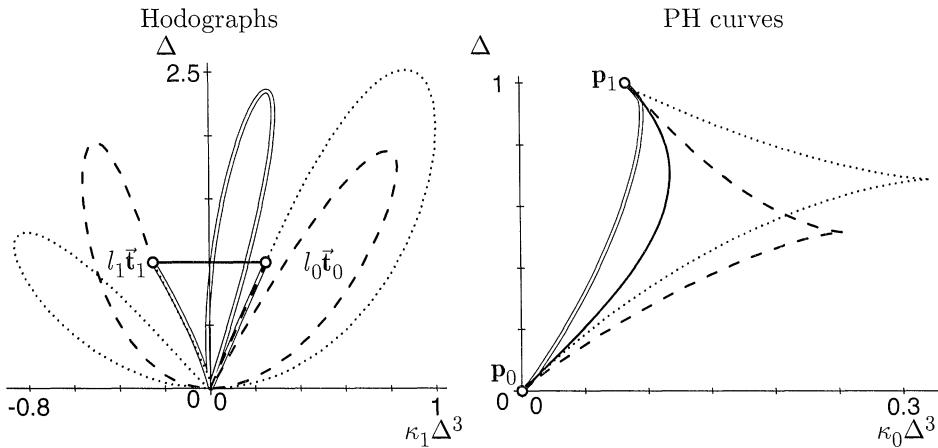 Hodographs
Δ
2.5
l₁t⃗₁
l₀t⃗₀
-0.8
0
0
1
κ₁Δ³
PH curves
Δ
1
p₁
p₀
0
0
0.3
κ₀Δ³